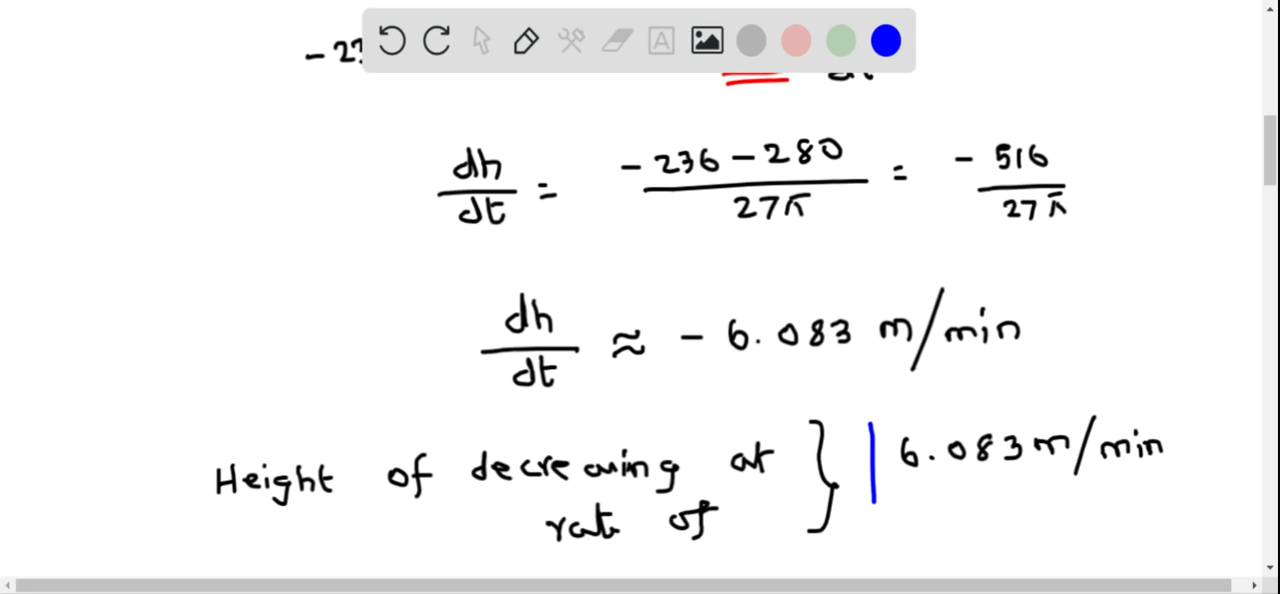 dh/dt = (-236 - 280)/27π = -516/27π
dh/dt ≈ - 6.083 m/min
Height of decreasing at } | 6.083 m/min
rate of